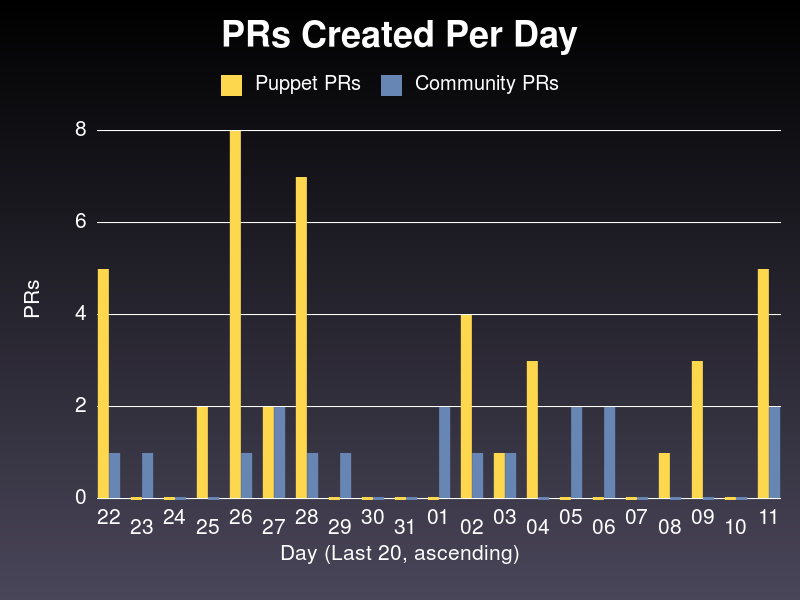 PRs Created Per Day
Puppet PRs Community PRs
8
6
4
2
0
PRs
22 23 24 25 26 27 28 29 30 31 01 02 03 04 05 06 07 08 09 10 11
Day (Last 20, ascending)